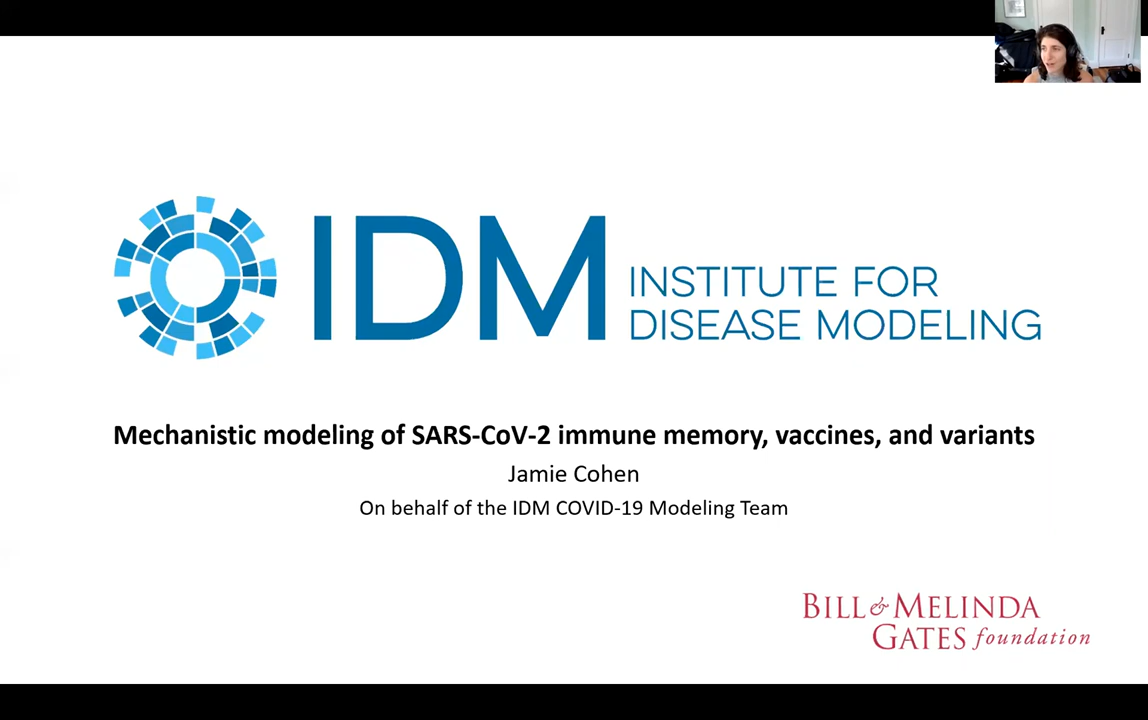 IDM
INSTITUTE FOR
DISEASE MODELING
Mechanistic modeling of SARS-CoV-2 immune memory, vaccines, and variants
Jamie Cohen
On behalf of the IDM COVID-19 Modeling Team
BILL & MELINDA
GATES foundation